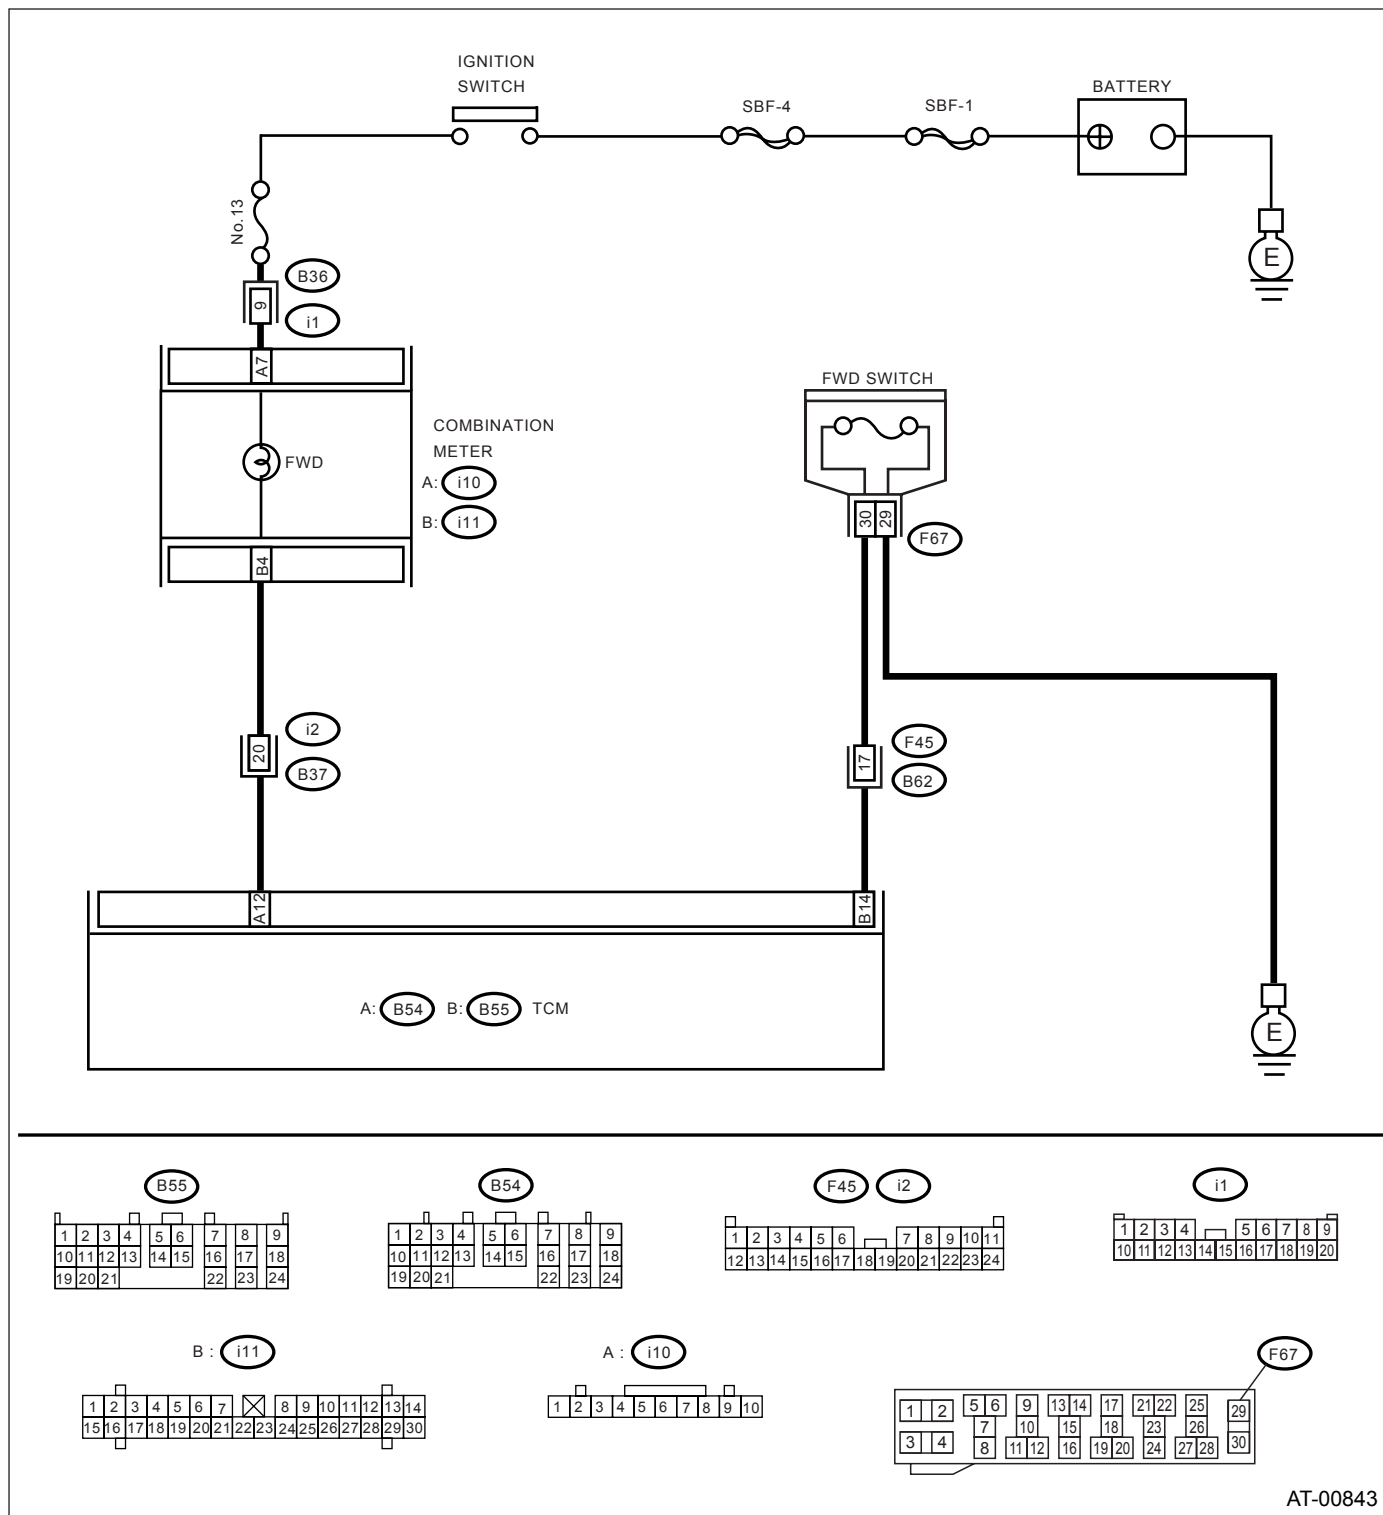 IGNITION
SWITCH
SBF-4
SBF-1
BATTERY
No.13
E
B36
9
i1
A7
FWD SWITCH
COMBINATION
METER
FWD
A: i10
B: i11
30 29
F67
B4
i2
20
B37
F45
17
B62
A12
B14
A: B54 B: B55 TCM
E
B55
B54
F45 i2
i1
1 2 3 4 5 6 7 8 9
10 11 12 13 14 15 16 17 18
19 20 21 22 23 24
1 2 3 4 5 6 7 8 9
10 11 12 13 14 15 16 17 18
19 20 21 22 23 24
1 2 3 4 5 6 7 8 9 10 11
12 13 14 15 16 17 18 19 20 21 22 23 24
1 2 3 4 5 6 7 8 9
10 11 12 13 14 15 16 17 18 19 20
B : i11
A : i10
F67
1 2 3 4 5 6 7 8 9 10 11 12 13 14
15 16 17 18 19 20 21 22 23 24 25 26 27 28 29 30
1 2 3 4 5 6 7 8 9 10
1 2 5 6 9 13 14 17 21 22 25 29
7 10 15 18 23 26
3 4 8 11 12 16 19 20 24 27 28 30
AT-00843